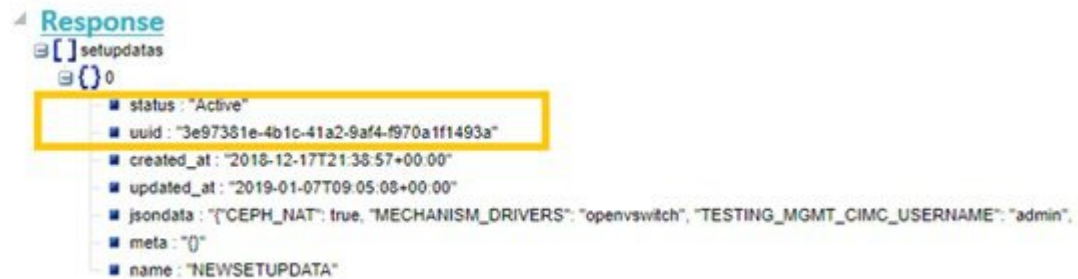 Response
[ ] setupdatas
{} 0
status : "Active"
uuid : "3e97381e-4b1c-41a2-9af4-f970a1f1493a"
created_at : "2018-12-17T21:38:57+00:00"
updated_at : "2019-01-07T09:05:08+00:00"
jsondata : "{"CEPH_NAT": true, "MECHANISM_DRIVERS": "openvswitch", "TESTING_MGMT_CIMC_USERNAME": "admin",
meta : "{}"
name : "NEWSETUPDATA"